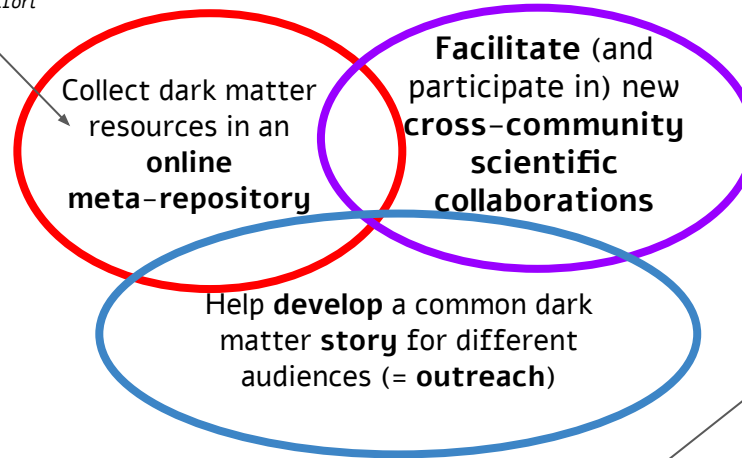 Collect dark matter
resources in an
online
meta-repository
Facilitate (and
participate in) new
cross-community
scientific
collaborations
Help develop a common dark
matter story for different
audiences (= outreach)